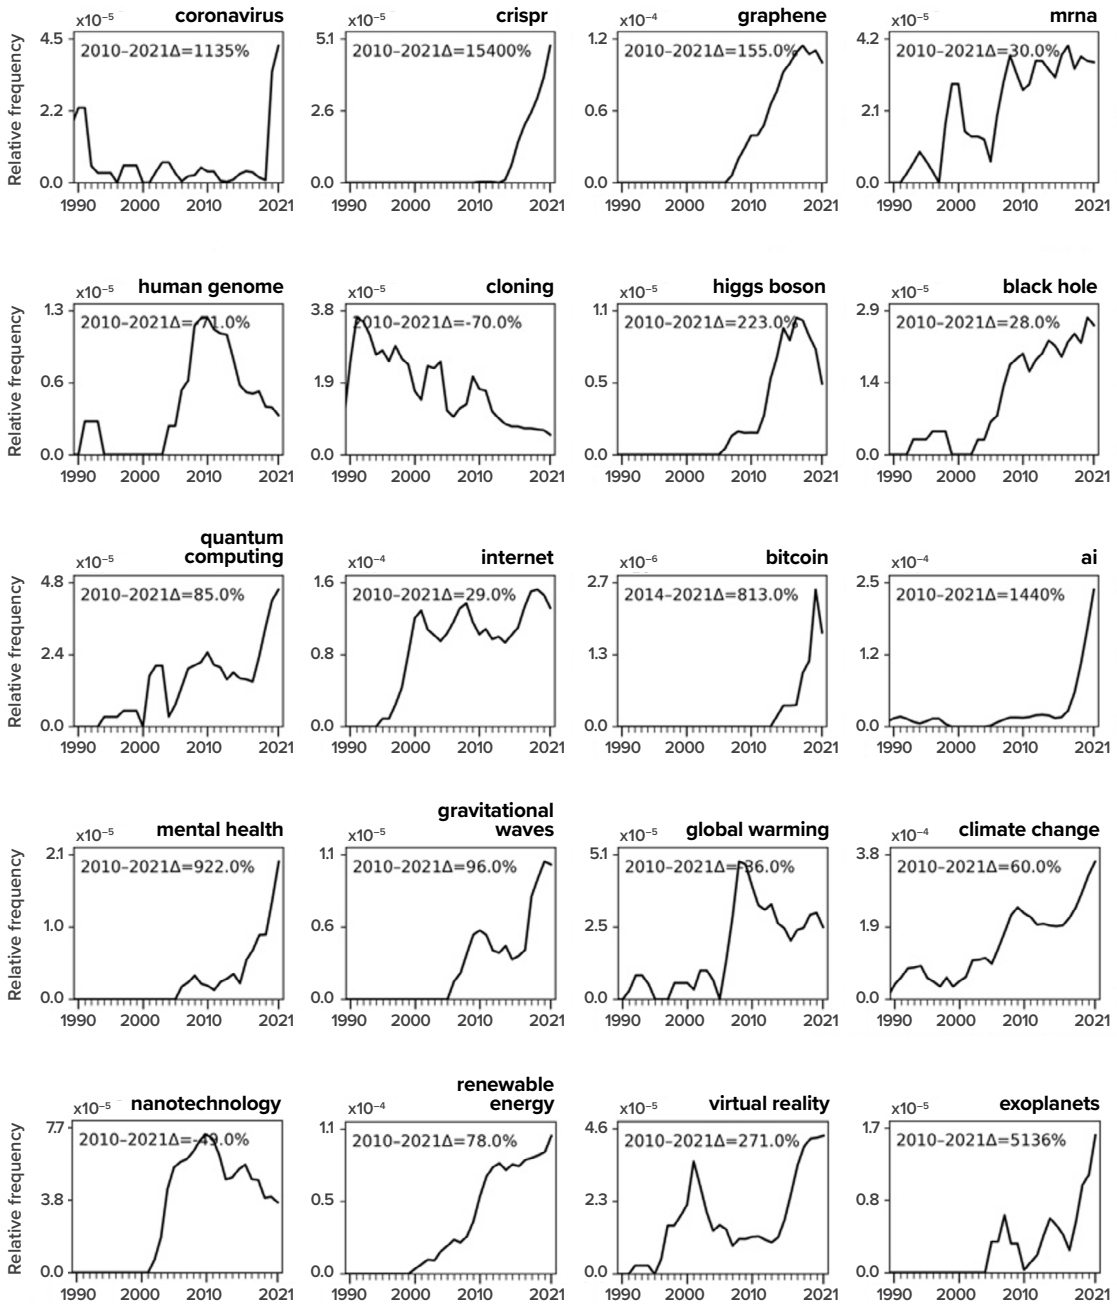 coronavirus
x10⁻⁵
2010–2021Δ=1135%
4.5
2.2
0.0
1990 2000 2010 2021
Relative frequency
crispr
x10⁻⁵
2010–2021Δ=15400%
5.1
2.6
0.0
1990 2000 2010 2021
graphene
x10⁻⁴
2010–2021Δ=155.0%
1.2
0.6
0.0
1990 2000 2010 2021
mrna
x10⁻⁵
2010–2021Δ=30.0%
4.2
2.1
0.0
1990 2000 2010 2021
human genome
x10⁻⁵
2010–2021Δ=-71.0%
1.3
0.6
0.0
1990 2000 2010 2021
Relative frequency
cloning
x10⁻⁵
2010–2021Δ=-70.0%
3.8
1.9
0.0
1990 2000 2010 2021
higgs boson
x10⁻⁵
2010–2021Δ=223.0%
1.1
0.5
0.0
1990 2000 2010 2021
black hole
x10⁻⁵
2010–2021Δ=28.0%
2.9
1.4
0.0
1990 2000 2010 2021
quantum
computing
x10⁻⁵
2010–2021Δ=85.0%
4.8
2.4
0.0
1990 2000 2010 2021
Relative frequency
internet
x10⁻⁴
2010–2021Δ=29.0%
1.6
0.8
0.0
1990 2000 2010 2021
bitcoin
x10⁻⁶
2014–2021Δ=813.0%
2.7
1.3
0.0
1990 2000 2010 2021
ai
x10⁻⁴
2010–2021Δ=1440%
2.5
1.2
0.0
1990 2000 2010 2021
mental health
x10⁻⁵
2010–2021Δ=922.0%
2.1
1.0
0.0
1990 2000 2010 2021
Relative frequency
gravitational
waves
x10⁻⁵
2010–2021Δ=96.0%
1.1
0.6
0.0
1990 2000 2010 2021
global warming
x10⁻⁵
2010–2021Δ=-36.0%
5.1
2.5
0.0
1990 2000 2010 2021
climate change
x10⁻⁴
2010–2021Δ=60.0%
3.8
1.9
0.0
1990 2000 2010 2021
nanotechnology
x10⁻⁵
2010–2021Δ=-49.0%
7.7
3.8
0.0
1990 2000 2010 2021
Relative frequency
renewable
energy
x10⁻⁴
2010–2021Δ=78.0%
1.1
0.5
0.0
1990 2000 2010 2021
virtual reality
x10⁻⁵
2010–2021Δ=271.0%
4.6
2.3
0.0
1990 2000 2010 2021
exoplanets
x10⁻⁵
2010–2021Δ=5136%
1.7
0.8
0.0
1990 2000 2010 2021